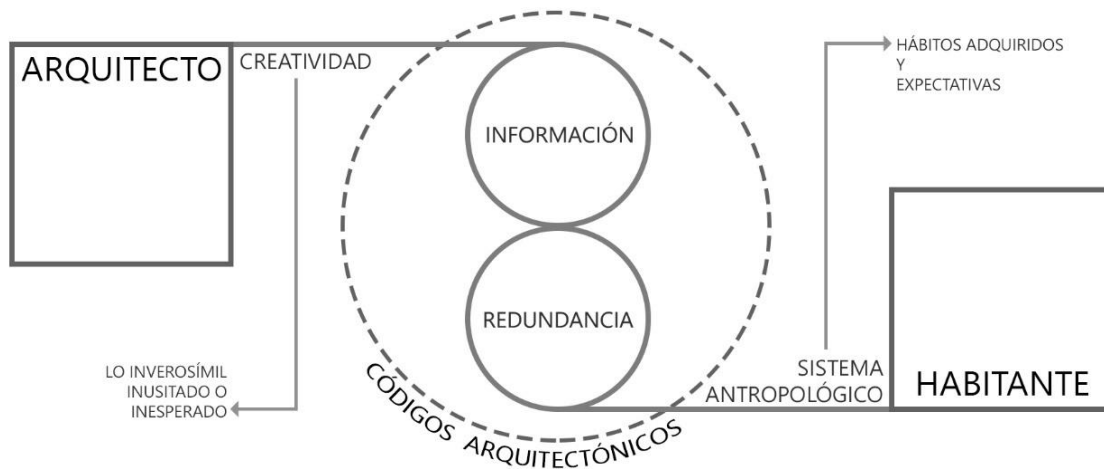 ARQUITECTO
CREATIVIDAD
LO INVEROSÍMIL
INUSITADO O
INESPERADO
INFORMACIÓN
REDUNDANCIA
CÓDIGOS ARQUITECTÓNICOS
HÁBITOS ADQUIRIDOS
Y
EXPECTATIVAS
SISTEMA
ANTROPOLÓGICO
HABITANTE